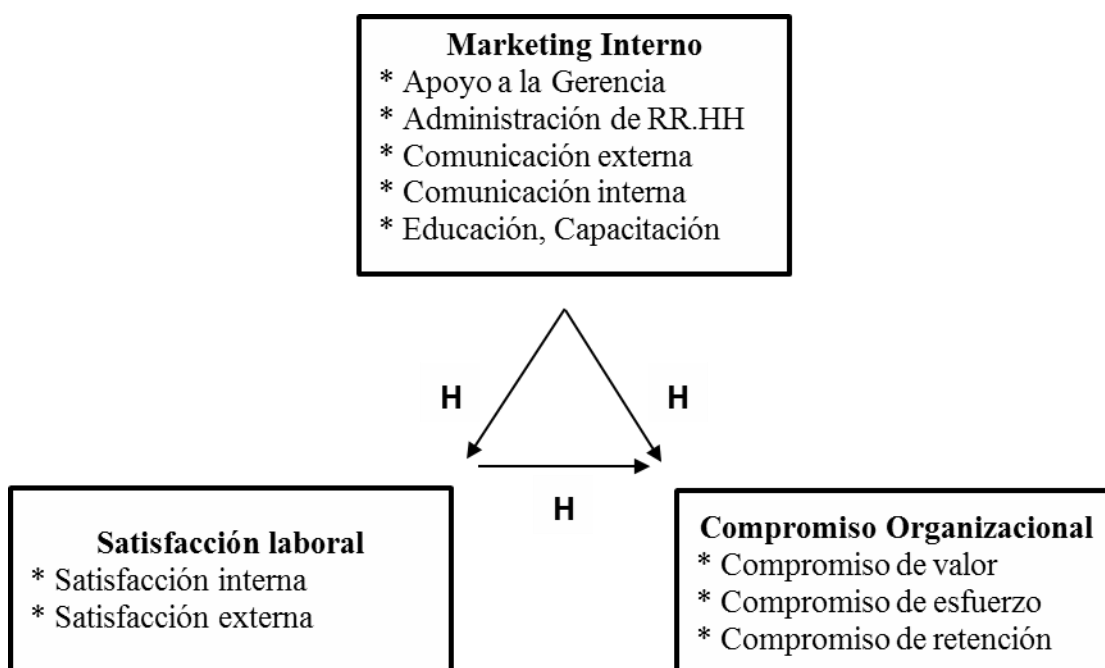 Marketing Interno
* Apoyo a la Gerencia
* Administración de RR.HH
* Comunicación externa
* Comunicación interna
* Educación, Capacitación
H
H
H
Satisfacción laboral
* Satisfacción interna
* Satisfacción externa
Compromiso Organizacional
* Compromiso de valor
* Compromiso de esfuerzo
* Compromiso de retención